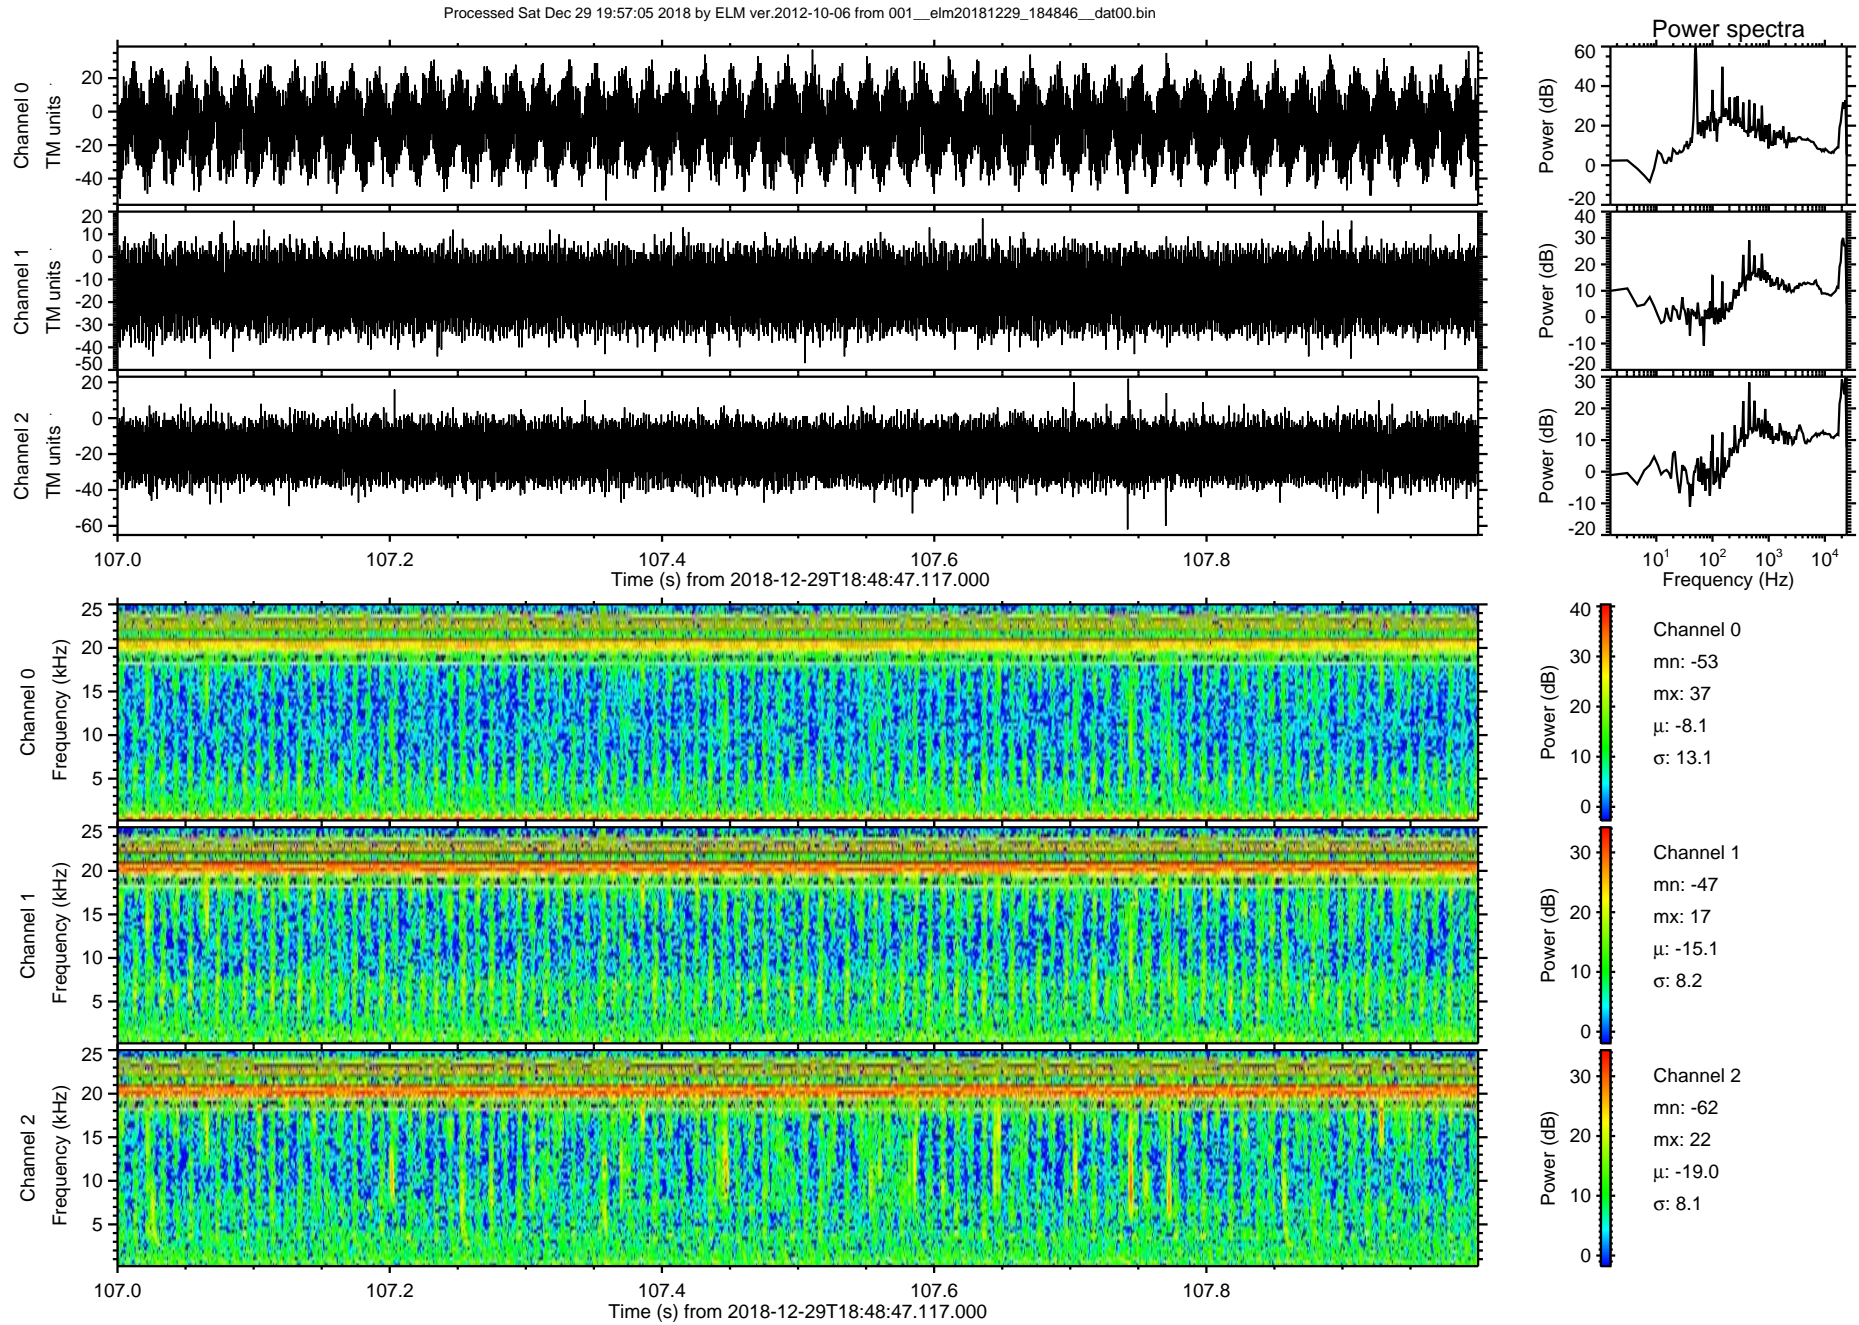 Processed Sat Dec 29 19:57:05 2018 by ELM ver.2012-10-06 from 001__elm20181229_184846__dat00.bin
Power spectra
Channel 0
TM units
20
0
-20
-40
Power (dB)
60
40
20
0
-20
Channel 1
TM units
20
10
0
-10
-20
-30
-40
-50
Power (dB)
40
30
20
10
0
-10
-20
Channel 2
TM units
20
0
-20
-40
-60
Power (dB)
30
20
10
0
-10
-20
107.0 107.2 107.4 107.6 107.8
Time (s) from 2018-12-29T18:48:47.117.000
10¹ 10² 10³ 10⁴
Frequency (Hz)
Channel 0
Frequency (kHz)
25
20
15
10
5
Power (dB)
40
30
20
10
0
Channel 0
mn: -53
mx: 37
μ: -8.1
σ: 13.1
Channel 1
Frequency (kHz)
25
20
15
10
5
Power (dB)
30
20
10
0
Channel 1
mn: -47
mx: 17
μ: -15.1
σ: 8.2
Channel 2
Frequency (kHz)
25
20
15
10
5
Power (dB)
30
20
10
0
Channel 2
mn: -62
mx: 22
μ: -19.0
σ: 8.1
107.0 107.2 107.4 107.6 107.8
Time (s) from 2018-12-29T18:48:47.117.000